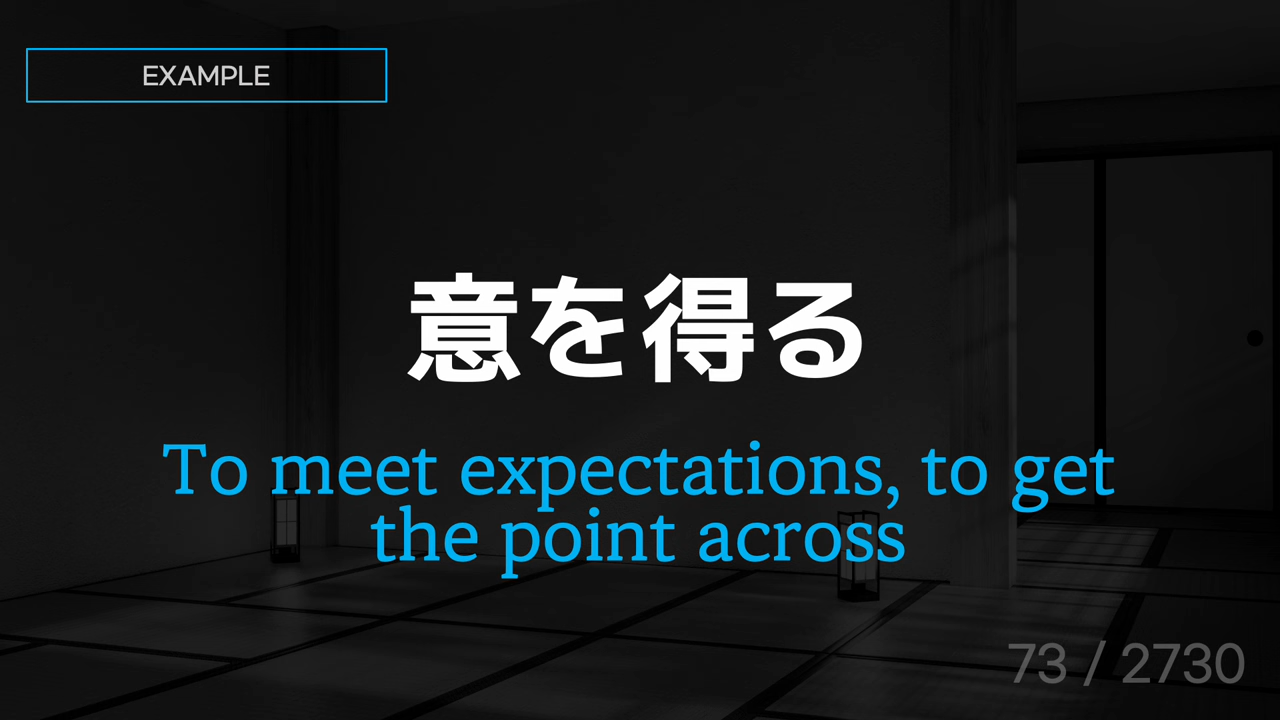 EXAMPLE
意を得る
To meet expectations, to get
the point across
73 / 2730